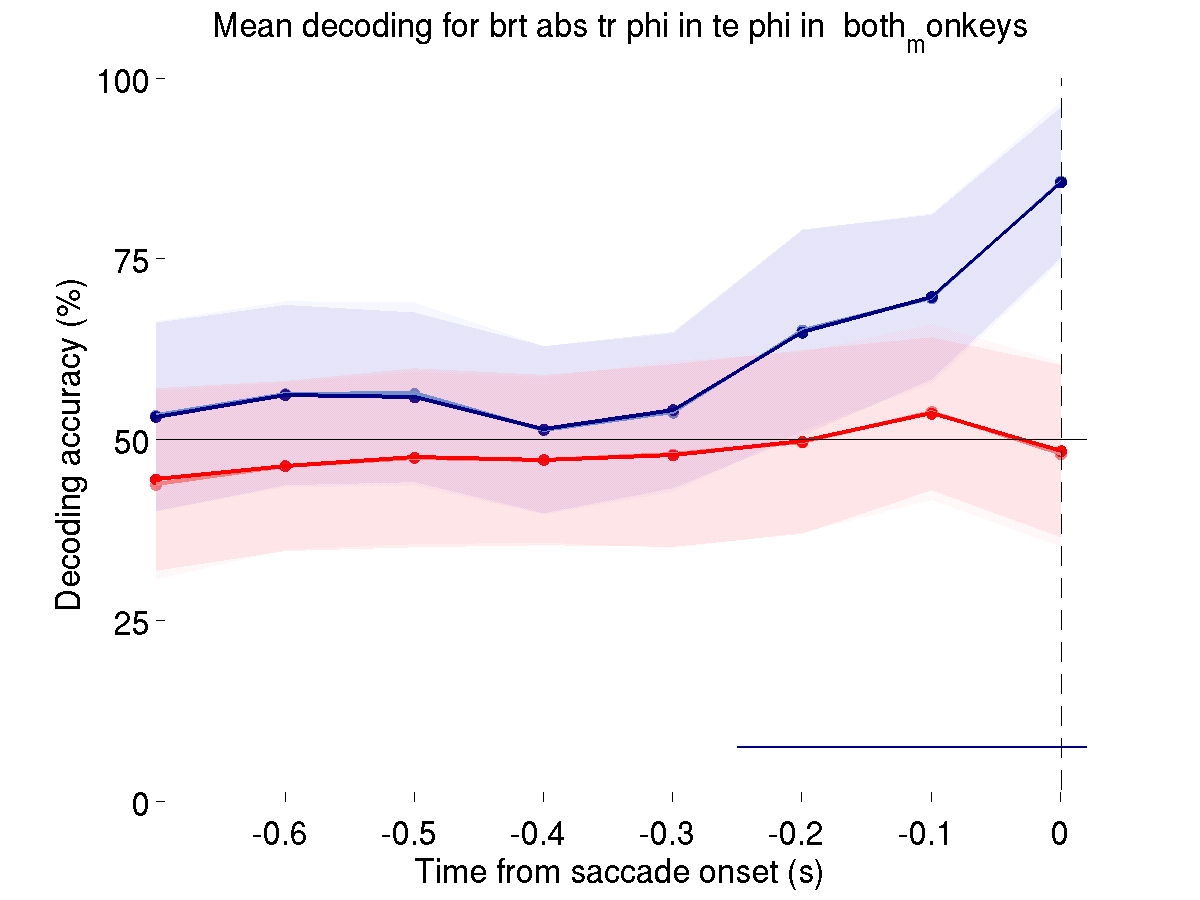 Mean decoding for brt abs tr phi in te phi in both_monkeys
100
75
50
25
0
Decoding accuracy (%)
-0.6 -0.5 -0.4 -0.3 -0.2 -0.1 0
Time from saccade onset (s)